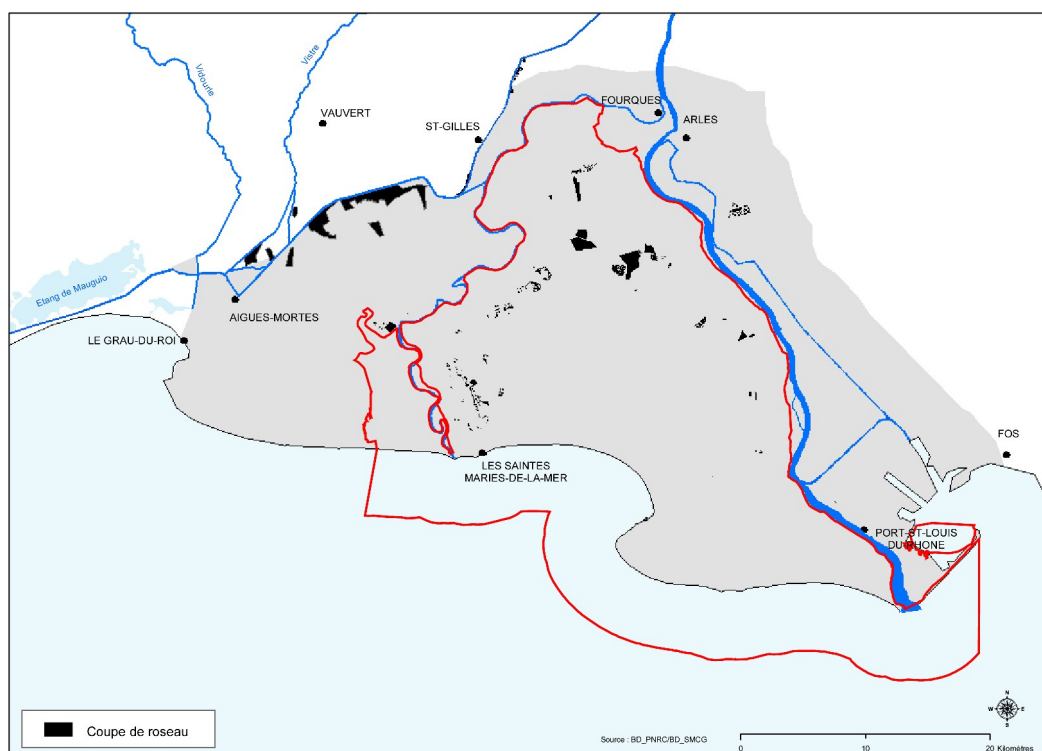 Vidourle
Vistre
VAUVERT
ST-GILLES
FOURQUES
ARLES
Etang de Mauguio
AIGUES-MORTES
LE GRAU-DU-ROI
LES SAINTES
MARIES-DE-LA-MER
FOS
PORT-ST-LOUIS
DU-RHONE
N
W E
S
Coupe de roseau
Source : BD_PNRC/BD_SMCG
0 10 20 Kilomètres